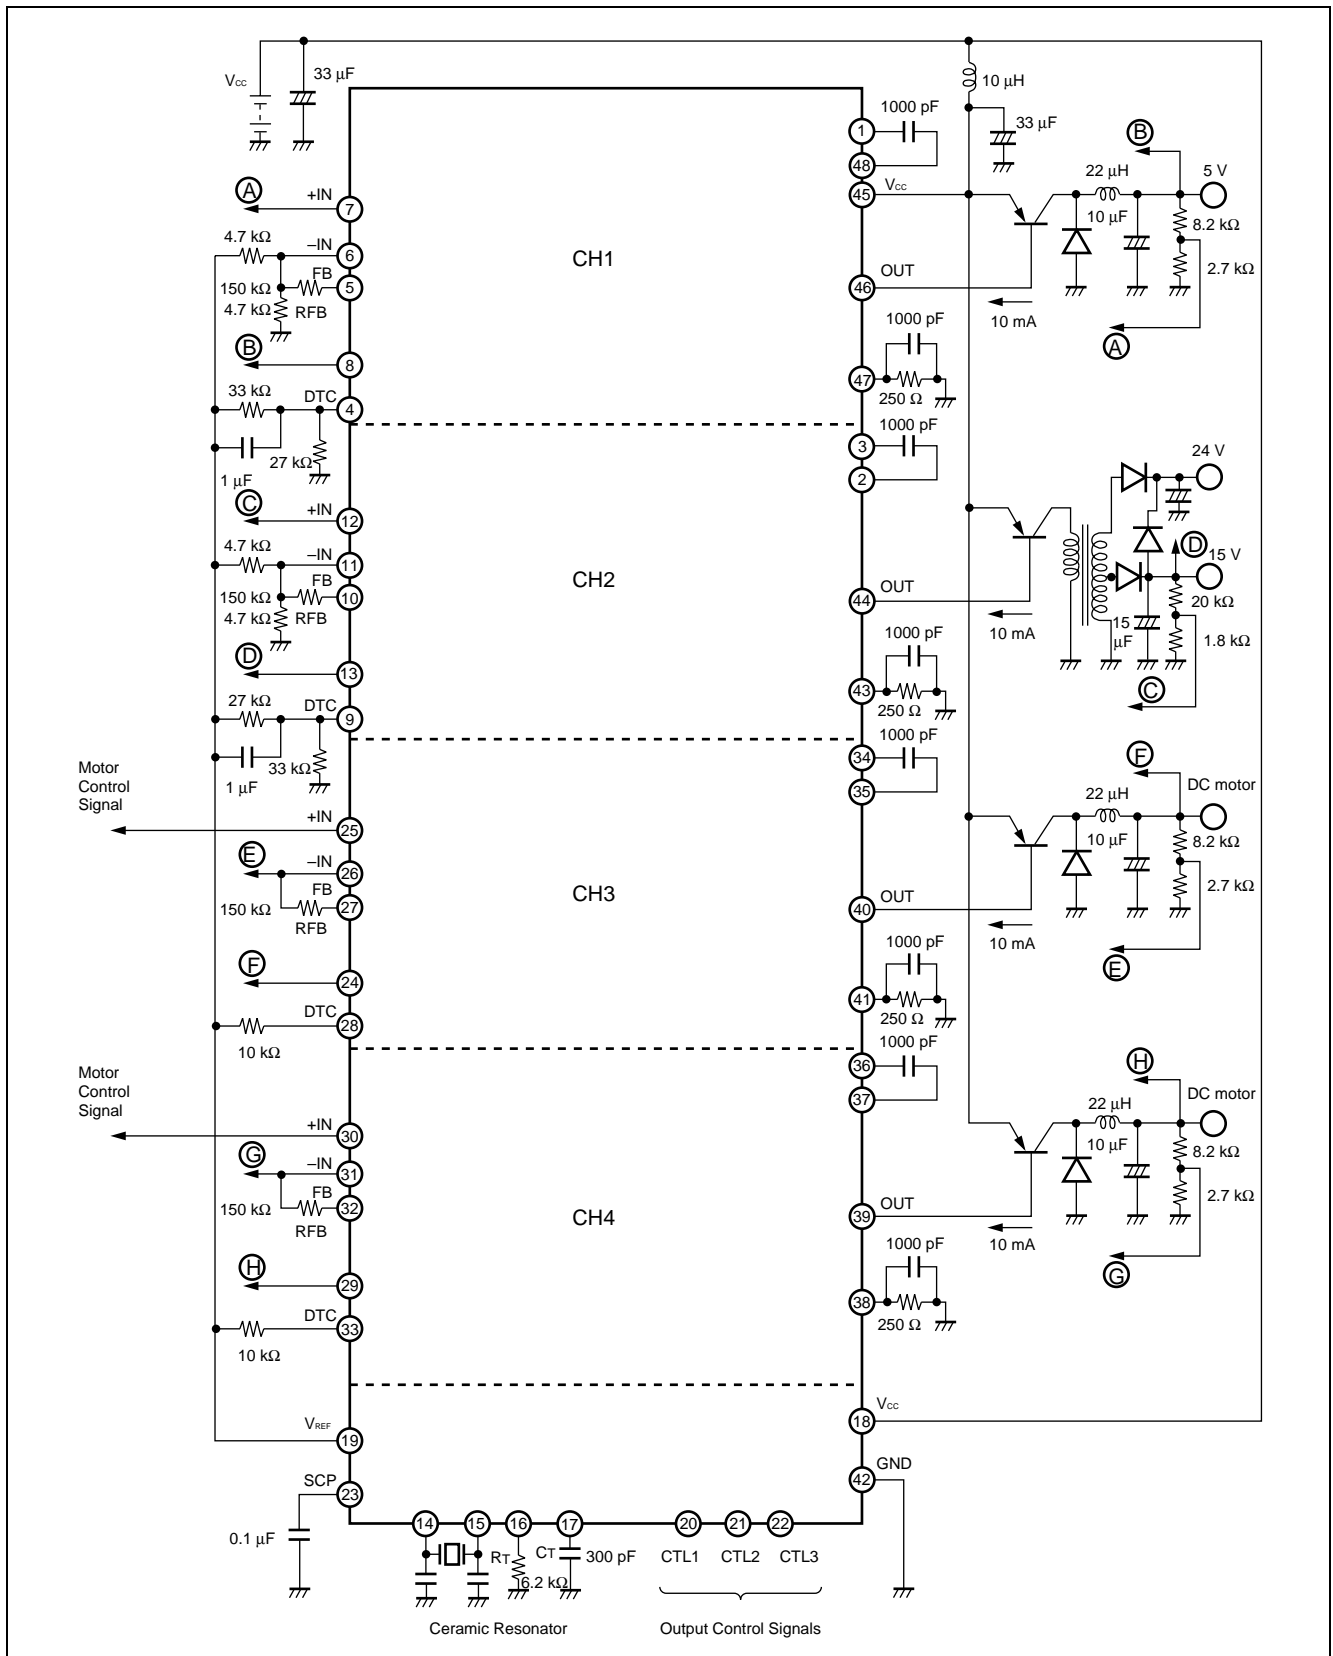 Vcc
33 µF
10 µH
1000 pF
1
33 µF
B
48
22 µH
5 V
A
+IN
7
Vcc
45
10 µF
8.2 kΩ
4.7 kΩ
–IN
6
CH1
2.7 kΩ
FB
150 kΩ
5
OUT
46
4.7 kΩ
RFB
10 mA
1000 pF
A
B
8
47
250 Ω
33 kΩ
DTC
4
1000 pF
3
27 kΩ
24 V
1 µF
2
C
+IN
12
4.7 kΩ
–IN
11
D
15 V
CH2
FB
150 kΩ
10
OUT
44
20 kΩ
4.7 kΩ
RFB
10 mA
15
µF
1.8 kΩ
1000 pF
D
13
43
C
27 kΩ
250 Ω
DTC
9
1000 pF
34
F
33 kΩ
Motor
Control
Signal
1 µF
35
22 µH
DC motor
+IN
25
10 µF
8.2 kΩ
E
–IN
26
2.7 kΩ
FB
CH3
OUT
150 kΩ
27
40
RFB
10 mA
1000 pF
F
E
24
41
250 Ω
DTC
28
1000 pF
10 kΩ
36
H
Motor
Control
Signal
37
22 µH
DC motor
+IN
30
10 µF
8.2 kΩ
G
–IN
31
2.7 kΩ
FB
150 kΩ
32
CH4
OUT
39
RFB
10 mA
1000 pF
H
29
G
38
250 Ω
DTC
33
10 kΩ
Vcc
18
VREF
19
GND
42
SCP
23
14
15
16
17
20
21
22
0.1 µF
RT
CT
300 pF
CTL1
CTL2
CTL3
6.2 kΩ
Ceramic Resonator
Output Control Signals